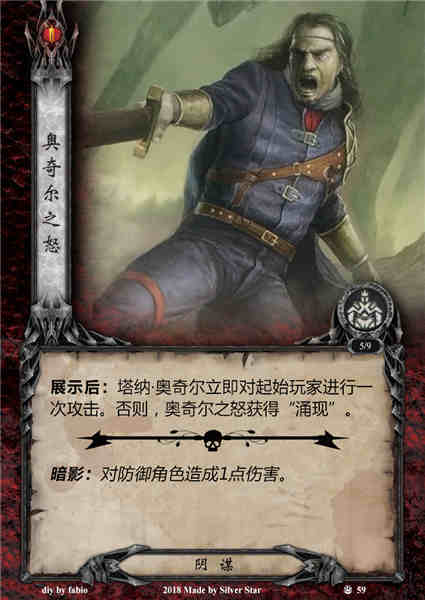 奥奇尔之怒
5/9
展示后：塔纳·奥奇尔立即对起始玩家进行一
次攻击。否则，奥奇尔之怒获得“涌现”。
暗影：对防御角色造成1点伤害。
阴谋
diy by fabio 2018 Made by Silver Star 59